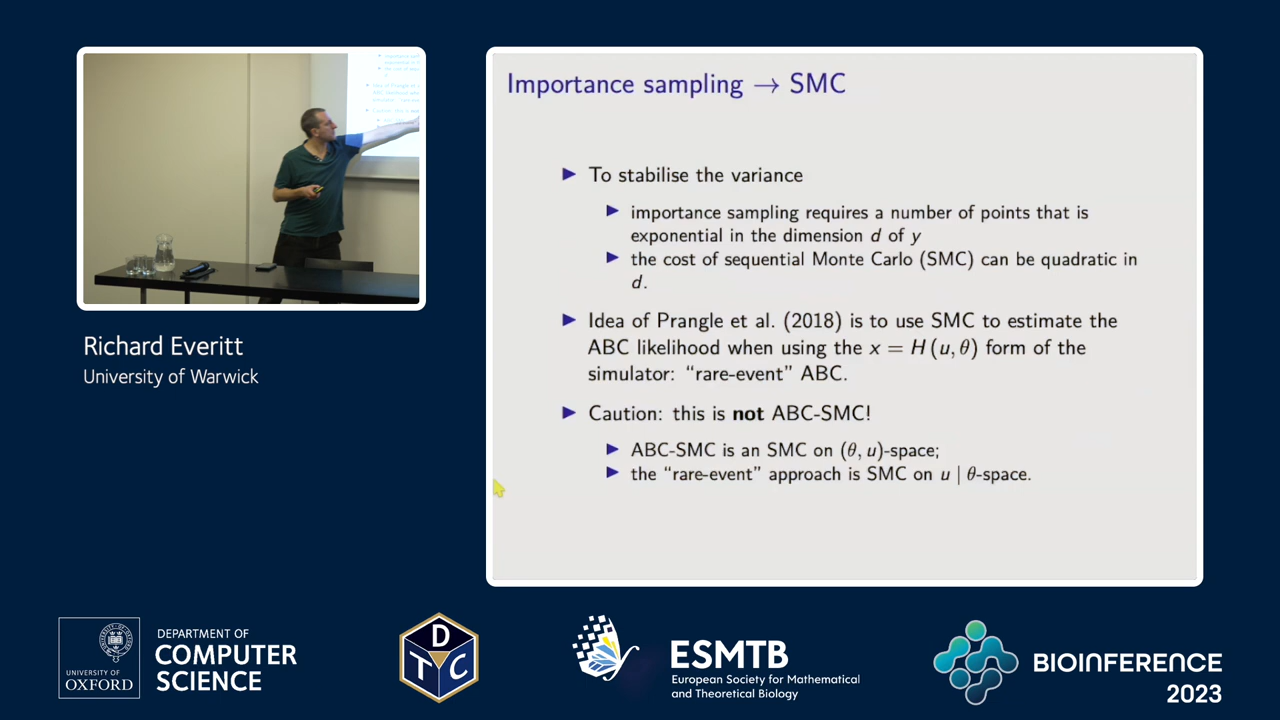 Importance sampling → SMC
▶ To stabilise the variance
▶ importance sampling requires a number of points that is
exponential in the dimension d of y
▶ the cost of sequential Monte Carlo (SMC) can be quadratic in
d.
▶ Idea of Prangle et al. (2018) is to use SMC to estimate the
ABC likelihood when using the x = H (u, θ) form of the
simulator: “rare-event” ABC.
▶ Caution: this is not ABC-SMC!
▶ ABC-SMC is an SMC on (θ, u)-space;
▶ the “rare-event” approach is SMC on u | θ-space.
Richard Everitt
University of Warwick
UNIVERSITY OF
OXFORD
DEPARTMENT OF
COMPUTER
SCIENCE
D
T C
ESMTB
European Society for Mathematical
and Theoretical Biology
BIOINFERENCE
2023